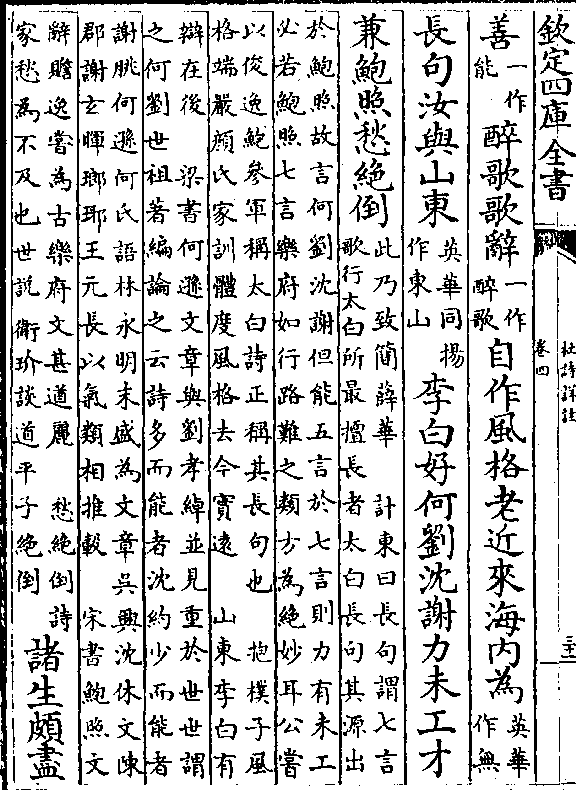 欽定四庫全書
杜詩詳註
卷四
善一作能醉歌歌辭一作醉歌自作風格老近來海內為英華作無
長句汝與山東英華同揚作東山李白好何劉沈謝力未工才
兼鮑照愁絶倒此乃致簡薛華 計東曰長句謂七言
歌行太白所最擅長者太白長句其源出
於鮑照故言何劉沈謝但能五言於七言則力有未工
必若鮑照七言樂府如行路難之類方為絶妙耳公嘗
以俊逸鮑參軍稱太白詩正稱其長句也 抱樸子風
格端嚴顏氏家訓體度風格去今實遠 山東李白有
辯在後 梁書何遜文章與劉孝綽並見重於世世謂
之何劉世祖著編論之云詩多而能者沈約少而能者
謝朓何遜何氏語林永明末盛為文章吳興沈休文陳
郡謝玄暉瑯琊王元長以氣類相推轂 宋書鮑照文
辭贍逸嘗為古樂府文甚遒麗 愁絶倒詩
家愁為不及也世説衛玠談道平子絶倒
諸生頗盡